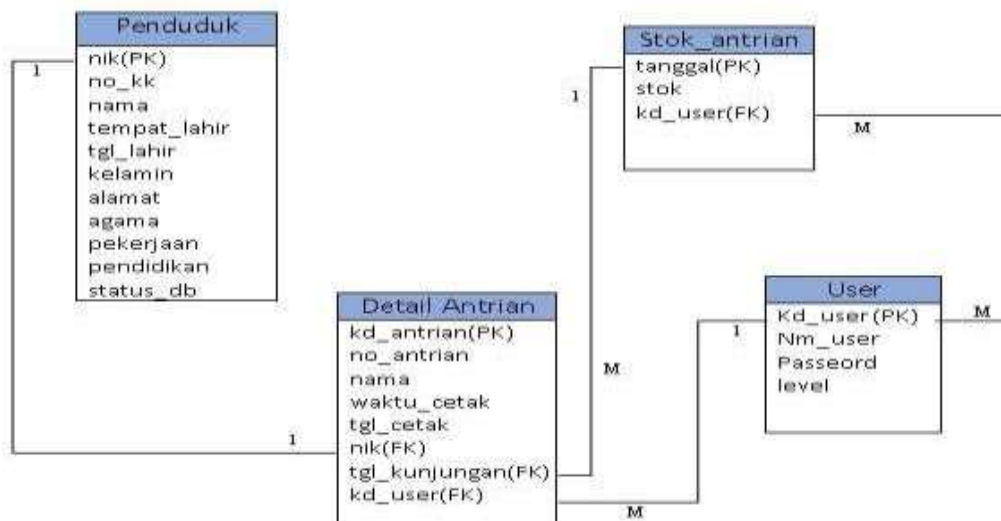 Penduduk
nik(PK)
no_kk
nama
tempat_lahir
tgl_lahir
kelamin
alamat
agama
pekerjaan
pendidikan
status_db
1
1
Stok_antrian
tanggal(PK)
stok
kd_user(FK)
1
M
Detail Antrian
kd_antrian(PK)
no_antrian
nama
waktu_cetak
tgl_cetak
nik(FK)
tgl_kunjungan(FK)
kd_user(FK)
M
M
User
Kd_user(PK)
Nm_user
Passeord
level
1
M